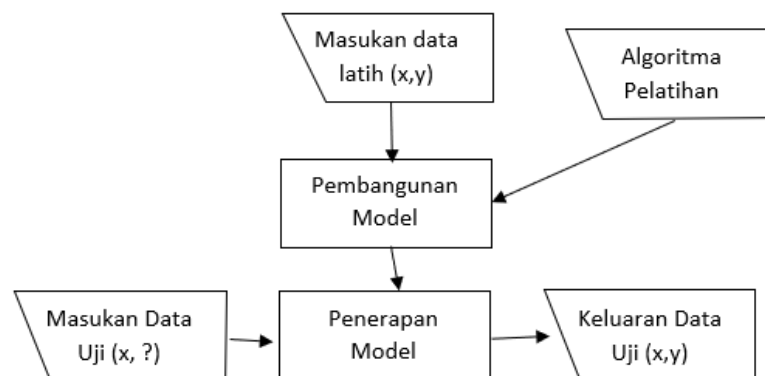 Masukan data
latih (x,y)
Algoritma
Pelatihan
Pembangunan
Model
Masukan Data
Uji (x, ?)
Penerapan
Model
Keluaran Data
Uji (x,y)